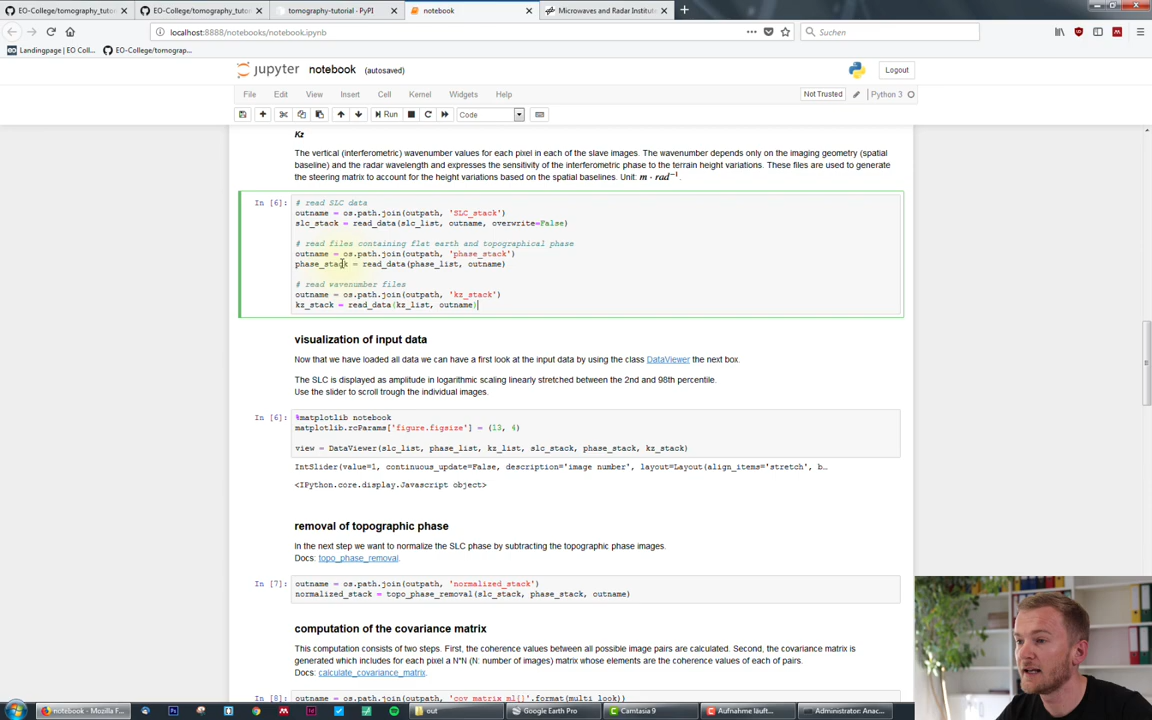 EO-College/tomography_tuto
EO-College/tomography_tutori
tomography-tutorial · PyPI
notebook
Microwaves and Radar Institute
localhost:8888/notebooks/notebook.ipynb
Suchen
Landingpage | EO Coll...
EO-College/tomograp...
jupyter
notebook
(autosaved)
Logout
File Edit View Insert Cell Kernel Widgets Help
Not Trusted
Python 3
Run
Code
Kz
The vertical (interferometric) wavenumber values for each pixel in each of the slave images. The wavenumber depends only on the imaging geometry (spatial
baseline) and the radar wavelength and expresses the sensitivity of the interferometric phase to the terrain height variations. These files are used to generate
the steering matrix to account for the height variations based on the spatial baselines. Unit: m · rad⁻¹.
In [6]:
# read SLC data
outname = os.path.join(outpath, 'SLC_stack')
slc_stack = read_data(slc_list, outname, overwrite=False)
# read files containing flat earth and topographical phase
outname = os.path.join(outpath, 'phase_stack')
phase_stack = read_data(phase_list, outname)
# read wavenumber files
outname = os.path.join(outpath, 'kz_stack')
kz_stack = read_data(kz_list, outname)
visualization of input data
Now that we have loaded all data we can have a first look at the input data by using the class DataViewer the next box.
The SLC is displayed as amplitude in logarithmic scaling linearly stretched between the 2nd and 98th percentile.
Use the slider to scroll trough the individual images.
In [6]:
%matplotlib notebook
matplotlib.rcParams['figure.figsize'] = (13, 4)
view = DataViewer(slc_list, phase_list, kz_list, slc_stack, phase_stack, kz_stack)
IntSlider(value=1, continuous_update=False, description='image number', layout=Layout(align_items='stretch', b…
<IPython.core.display.Javascript object>
removal of topographic phase
In the next step we want to normalize the SLC phase by subtracting the topographic phase images.
Docs: topo_phase_removal.
In [7]:
outname = os.path.join(outpath, 'normalized_stack')
normalized_stack = topo_phase_removal(slc_stack, phase_stack, outname)
computation of the covariance matrix
This computation consists of two steps. First, the coherence values between all possible image pairs are calculated. Second, the covariance matrix is
generated which includes for each pixel a N*N (N: number of images) matrix whose elements are the coherence values of each of pairs.
Docs: calculate_covariance_matrix.
In [8]:
outname = os.path.join(outpath, 'cov_matrix_ml{}'.format(multi_look))
notebook - Mozilla F...
out
Google Earth Pro
Camtasia 9
Aufnahme läuft...
Administrator: Anac...